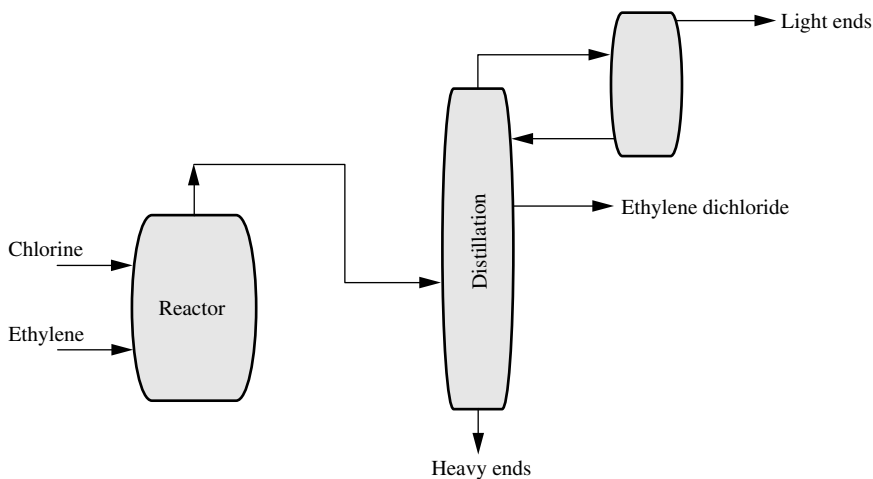 Light ends
Ethylene dichloride
Distillation
Chlorine
Reactor
Ethylene
Heavy ends